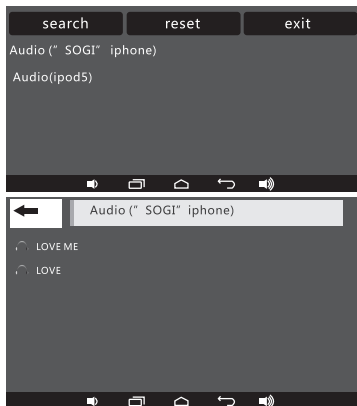 search reset exit
Audio (” SOGI” iphone)
Audio(ipod5)
Audio (” SOGI” iphone)
LOVE ME
LOVE